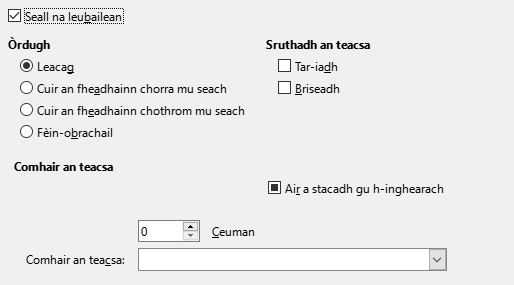 Seall na leubailean
Òrdugh
Leacag
Cuir an fheadhainn chorra mu seach
Cuir an fheadhainn chothrom mu seach
Fèin-obrachail
Sruthadh an teacsa
Tar-iadh
Briseadh
Comhair an teacsa
Air a stacadh gu h-inghearach
0 Ceuman
Comhair an teacsa: